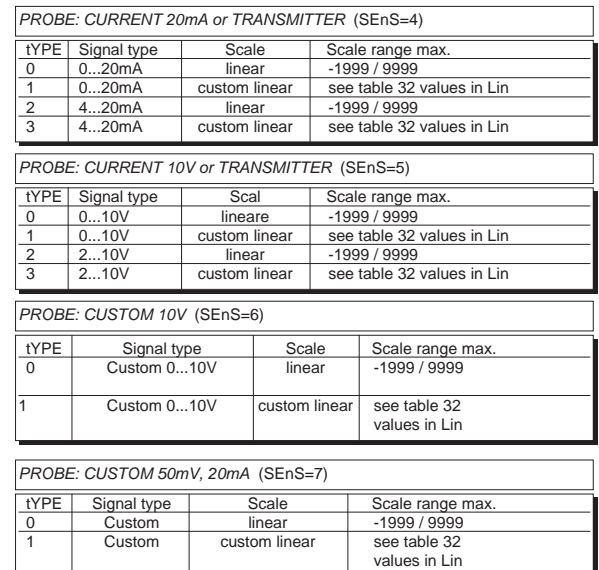 PROBE: CURRENT 20mA or TRANSMITTER (SEnS=4)
tYPE Signal type Scale Scale range max.
0 0...20mA linear -1999 / 9999
1 0...20mA custom linear see table 32 values in Lin
2 4...20mA linear -1999 / 9999
3 4...20mA custom linear see table 32 values in Lin
PROBE: CURRENT 10V or TRANSMITTER (SEnS=5)
tYPE Signal type Scal Scale range max.
0 0...10V lineare -1999 / 9999
1 0...10V custom linear see table 32 values in Lin
2 2...10V linear -1999 / 9999
3 2...10V custom linear see table 32 values in Lin
PROBE: CUSTOM 10V (SEnS=6)
tYPE Signal type Scale Scale range max.
0 Custom 0...10V linear -1999 / 9999
1 Custom 0...10V custom linear see table 32
values in Lin
PROBE: CUSTOM 50mV, 20mA (SEnS=7)
tYPE Signal type Scale Scale range max.
0 Custom linear -1999 / 9999
1 Custom custom linear see table 32
values in Lin